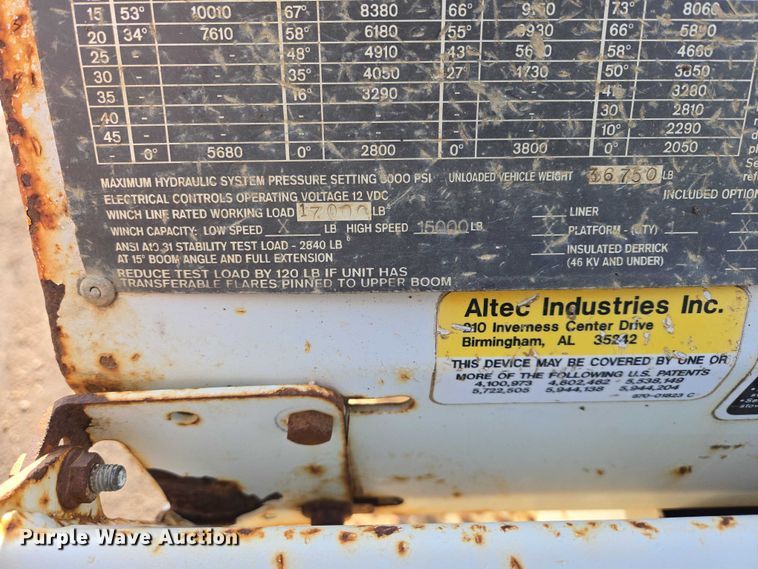 15 53° 10010 67° 8380 66° 73° 8060
20 34° 7610 58° 6180 55° 66°
25 -- 48° 4910 43° 58° 4660
30 -- 35° 4050 27° 4730 50° 3350
35 -- 16° 3290 -- 3280
40 -- -- -- 30 2810
45 -- -- -- 10° 2290
-- 0° 5680 0° 2800 0° 3800 0° 2050
MAXIMUM HYDRAULIC SYSTEM PRESSURE SETTING 3000 PSI UNLOADED VEHICLE WEIGHT 36750 LB
ELECTRICAL CONTROLS OPERATING VOLTAGE 12 VDC INCLUDED OPTION
WINCH LINE RATED WORKING LOAD 17000 LB LINER
WINCH CAPACITY: LOW SPEED X LB HIGH SPEED 15000 LB X PLATFORM - (QTY) X
ANSI A10.31 STABILITY TEST LOAD - 2840 LB INSULATED DERRICK
AT 15° BOOM ANGLE AND FULL EXTENSION (46 KV AND UNDER)
REDUCE TEST LOAD BY 120 LB IF UNIT HAS
TRANSFERABLE FLARES PINNED TO UPPER BOOM
Altec Industries Inc.
210 Inverness Center Drive
Birmingham, AL 35242
THIS DEVICE MAY BE COVERED BY ONE OR
MORE OF THE FOLLOWING U.S. PATENTS
4,100,973 4,802,462 5,538,149
5,722,505 5,944,138 5,944,204
970-01823 C
Purple Wave Auction